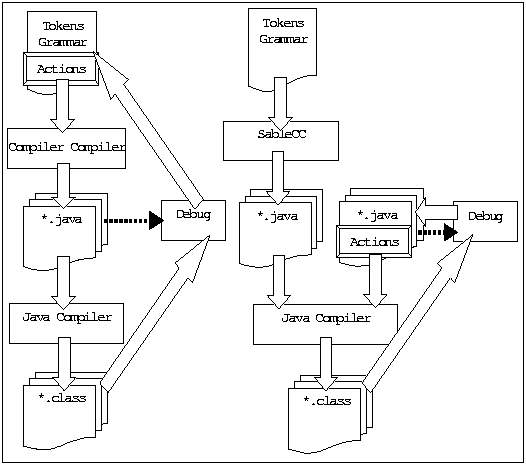 Tokens
Grammar
Actions
Compiler Compiler
*.java
Debug
Java Compiler
*.class
Tokens
Grammar
SableCC
*.java
*.java
Actions
Debug
Java Compiler
*.class